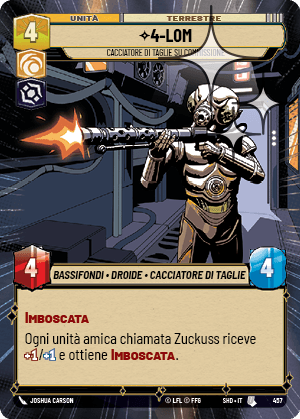 UNITÀ
TERRESTRE
4
4-LOM
CACCIATORE DI TAGLIE SU COMMISSIONE
4
BASSIFONDI • DROIDE • CACCIATORE DI TAGLIE
4
IMBOSCATA
Ogni unità amica chiamata Zuckuss riceve
+1/+1 e ottiene IMBOSCATA.
JOSHUA CARSON
© LFL © FFG
SHD • IT
457